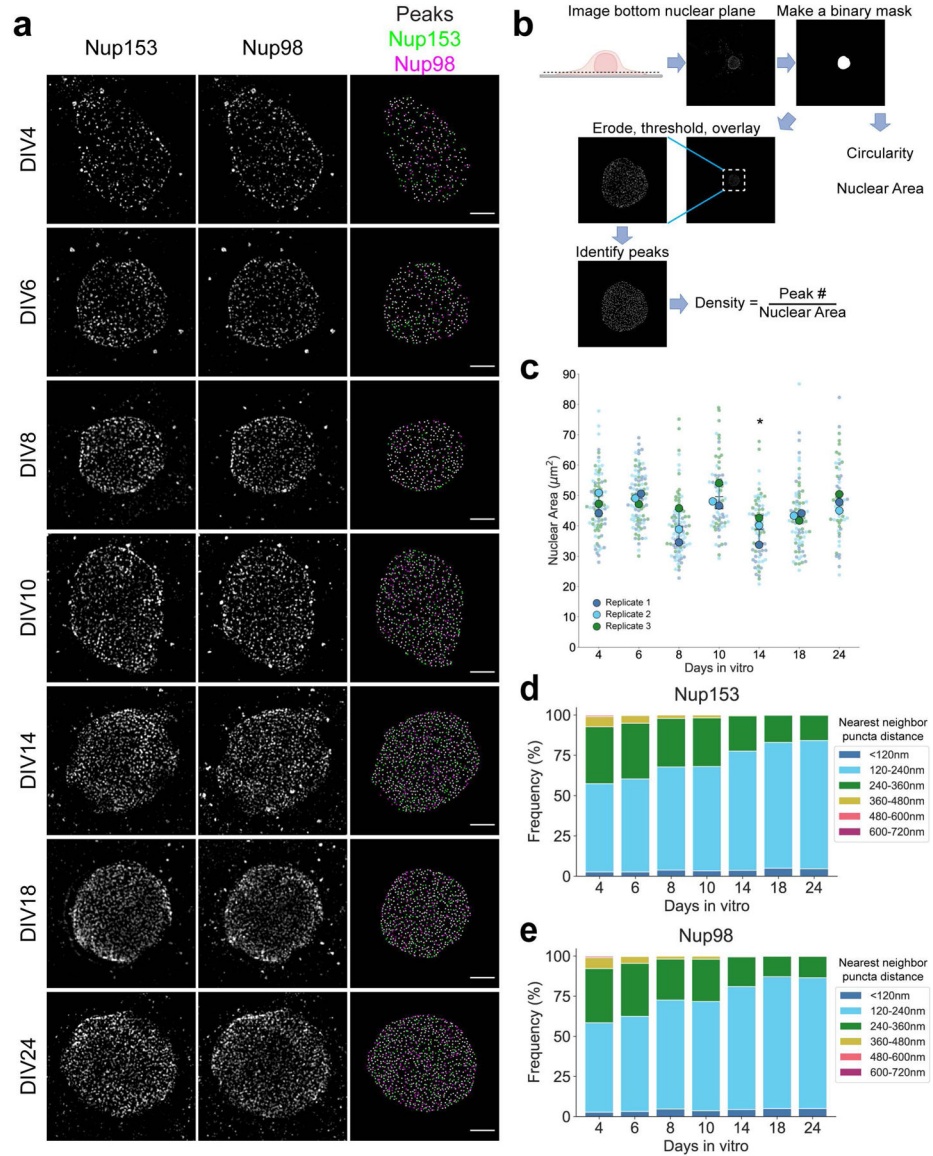 a
Peaks
Nup153
Nup98
Nup153
Nup98
DIV4
DIV6
DIV8
DIV10
DIV14
DIV18
DIV24
b
Image bottom nuclear plane
Make a binary mask
Erode, threshold, overlay
Circularity
Nuclear Area
Identify peaks
Density = Peak #
Nuclear Area
c
90
80
70
60
50
40
30
20
10
0
Nuclear Area (μm²)
*
Replicate 1
Replicate 2
Replicate 3
4 6 8 10 14 18 24
Days in vitro
d
Nup153
Frequency (%)
100
75
50
25
0
4 6 8 10 14 18 24
Days in vitro
Nearest neighbor
puncta distance
<120nm
120-240nm
240-360nm
360-480nm
480-600nm
600-720nm
e
Nup98
Frequency (%)
100
75
50
25
0
4 6 8 10 14 18 24
Days in vitro
Nearest neighbor
puncta distance
<120nm
120-240nm
240-360nm
360-480nm
480-600nm
600-720nm